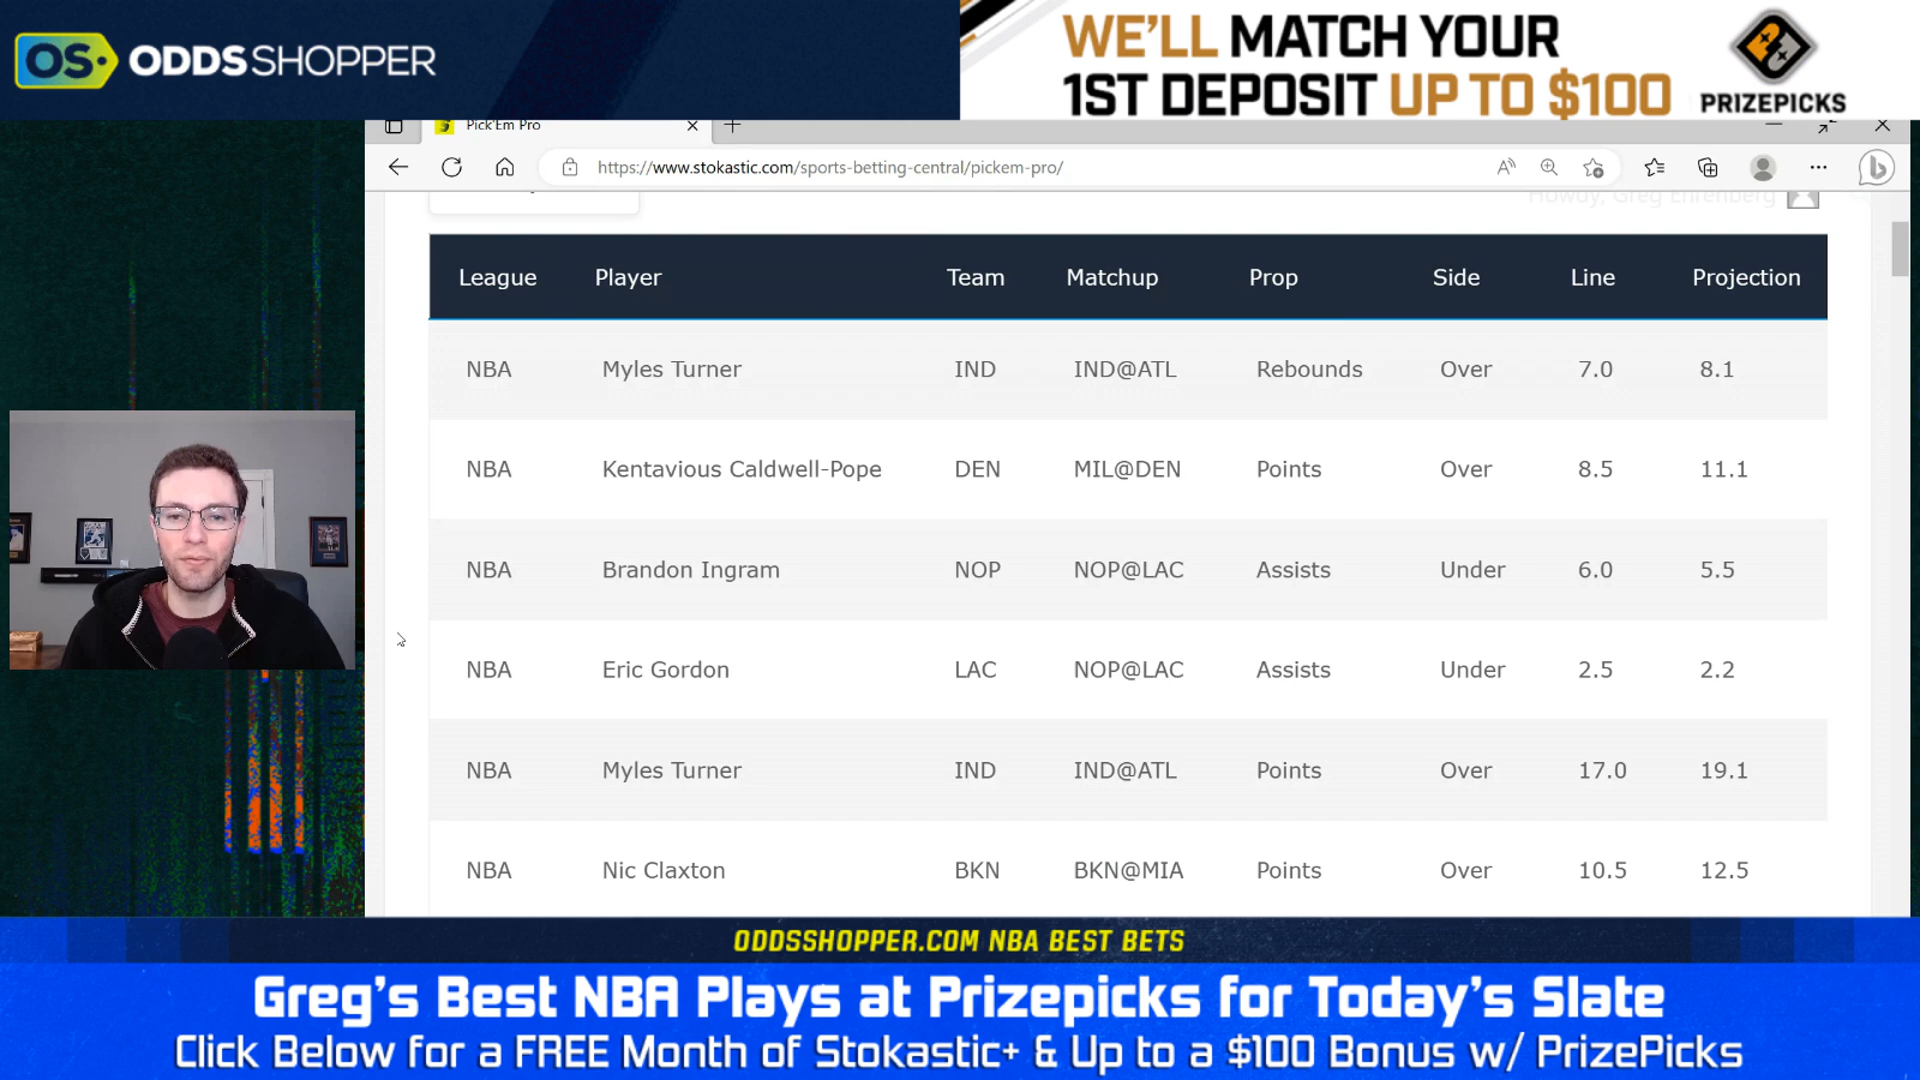 OS. ODDSSHOPPER
WE'LL MATCH YOUR
1ST DEPOSIT UP TO $100
PRIZEPICKS
Pick'Em Pro
https://www.stokastic.com/sports-betting-central/pickem-pro/
Howdy, Greg Ehrenberg
League Player Team Matchup Prop Side Line Projection
NBA Myles Turner IND IND@ATL Rebounds Over 7.0 8.1
NBA Kentavious Caldwell-Pope DEN MIL@DEN Points Over 8.5 11.1
NBA Brandon Ingram NOP NOP@LAC Assists Under 6.0 5.5
NBA Eric Gordon LAC NOP@LAC Assists Under 2.5 2.2
NBA Myles Turner IND IND@ATL Points Over 17.0 19.1
NBA Nic Claxton BKN BKN@MIA Points Over 10.5 12.5
ODDSSHOPPER.COM NBA BEST BETS
Greg's Best NBA Plays at Prizepicks for Today's Slate
Click Below for a FREE Month of Stokastic+ & Up to a $100 Bonus w/ PrizePicks